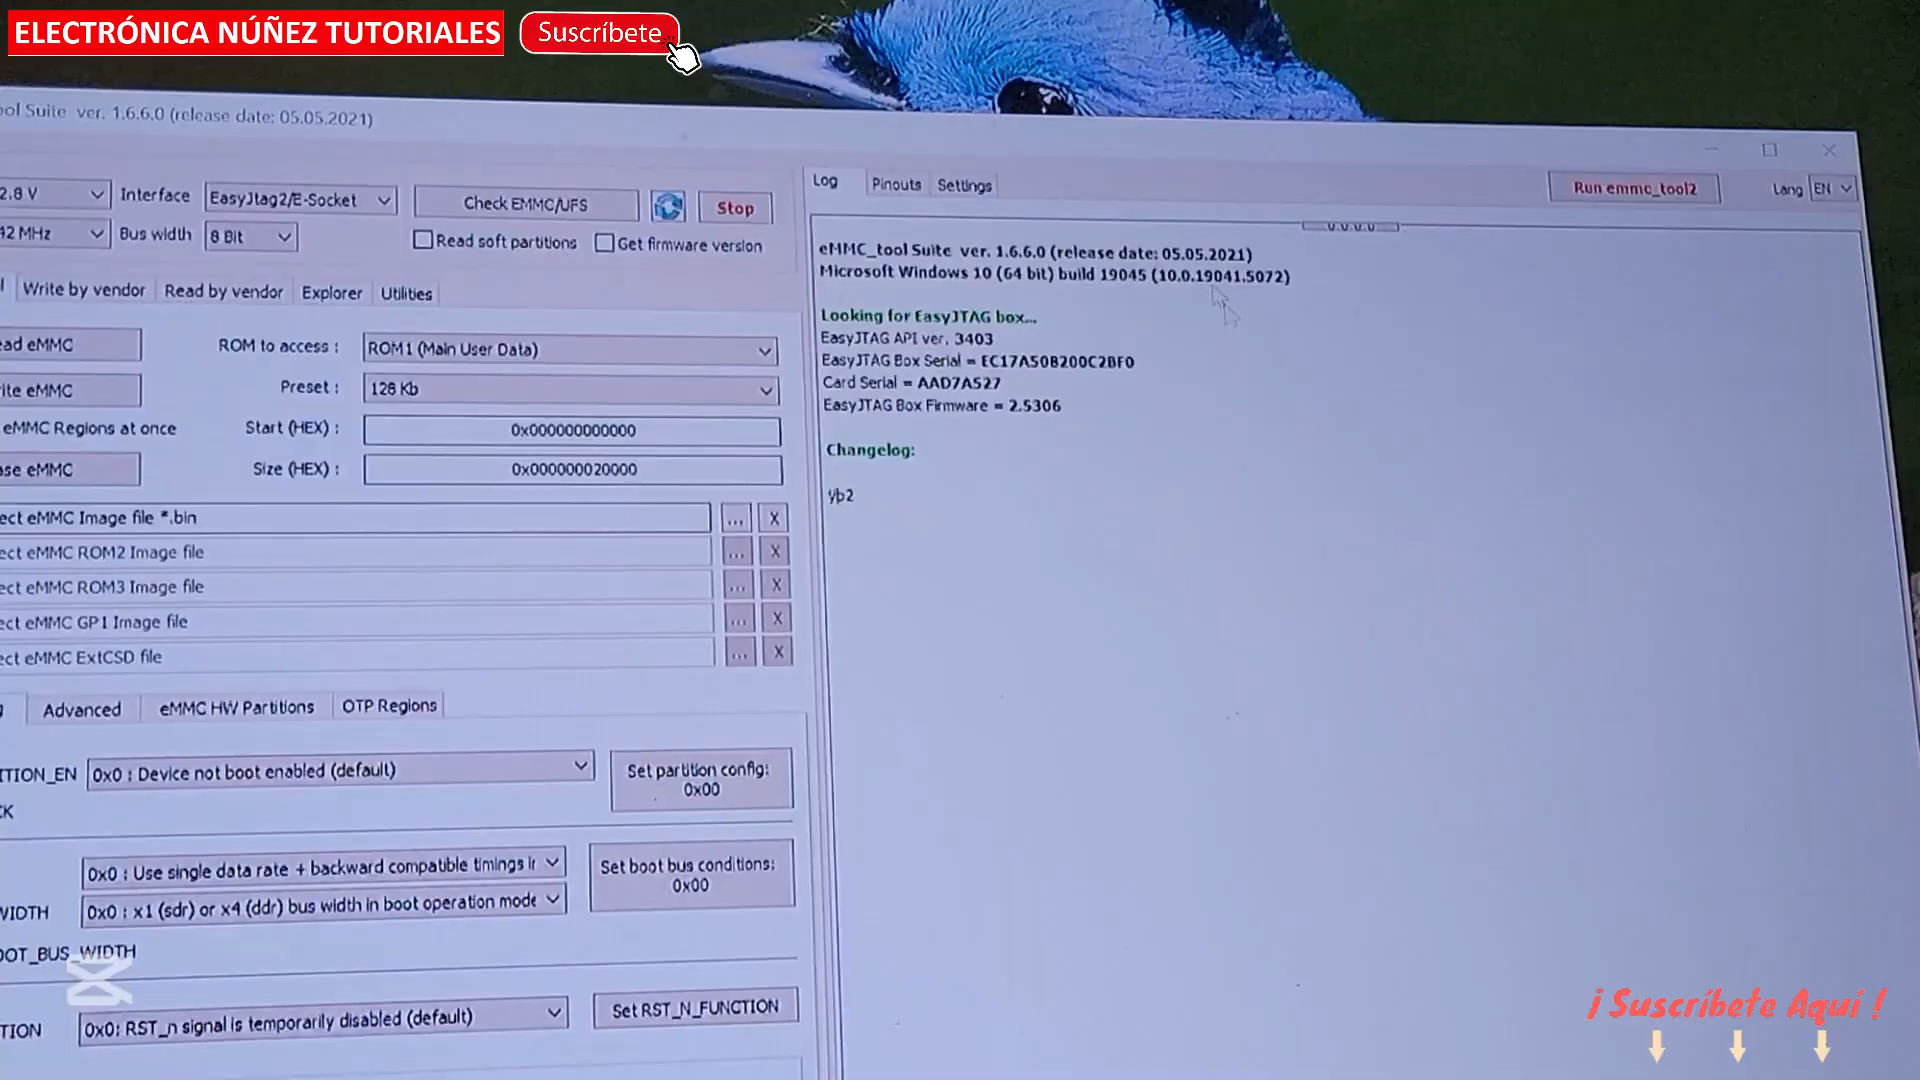 ELECTRÓNICA NÚÑEZ TUTORIALES
Suscríbete
ool Suite ver. 1.6.6.0 (release date: 05.05.2021)
2.8 V
Interface
EasyJtag2/E-Socket
Check EMMC/UFS
Stop
42 MHz
Bus width
8 Bit
Read soft partitions
Get firmware version
Write by vendor
Read by vendor
Explorer
Utilities
ead eMMC
ROM to access :
ROM1 (Main User Data)
ite eMMC
Preset :
128 Kb
eMMC Regions at once
Start (HEX) :
0x000000000000
ase eMMC
Size (HEX) :
0x000000020000
ect eMMC Image file *.bin
... X
ect eMMC ROM2 Image file
... X
ect eMMC ROM3 Image file
... X
ect eMMC GP1 Image file
... X
ect eMMC ExtCSD file
... X
Advanced
eMMC HW Partitions
OTP Regions
TITION_EN
0x0 : Device not boot enabled (default)
Set partition config:
0x00
CK
0x0 : Use single data rate + backward compatible timings ir
Set boot bus conditions:
0x00
WIDTH
0x0 : x1 (sdr) or x4 (ddr) bus width in boot operation mode
OOT_BUS_WIDTH
TION
0x0: RST_n signal is temporarily disabled (default)
Set RST_N_FUNCTION
Log
Pinouts
Settings
Run emmc_tool2
Lang
EN
eMMC_tool Suite ver. 1.6.6.0 (release date: 05.05.2021)
Microsoft Windows 10 (64 bit) build 19045 (10.0.19041.5072)
Looking for EasyJTAG box...
EasyJTAG API ver. 3403
EasyJTAG Box Serial = EC17A50B200C2BF0
Card Serial = AAD7A527
EasyJTAG Box Firmware = 2.5306
Changelog:
¡ Suscríbete Aquí !